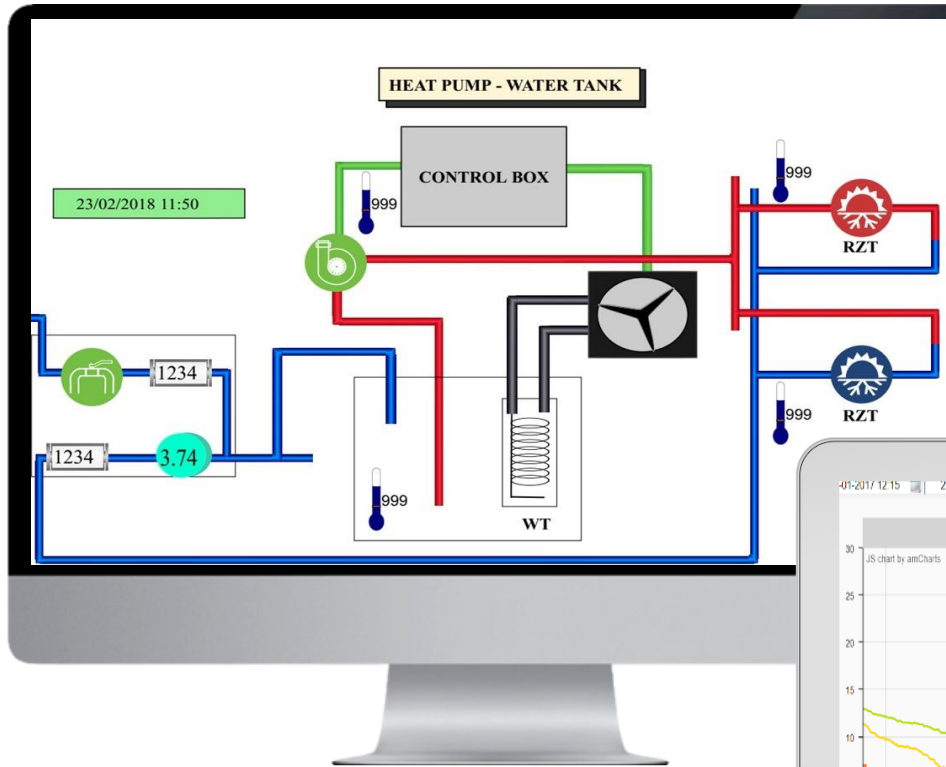 HEAT PUMP - WATER TANK
CONTROL BOX
999
999
23/02/2018 11:50
RZT
1234
999
RZT
1234
3.74
999
WT
-01-2017 12:15
2
30
JS chart by amCharts
25
20
15
10